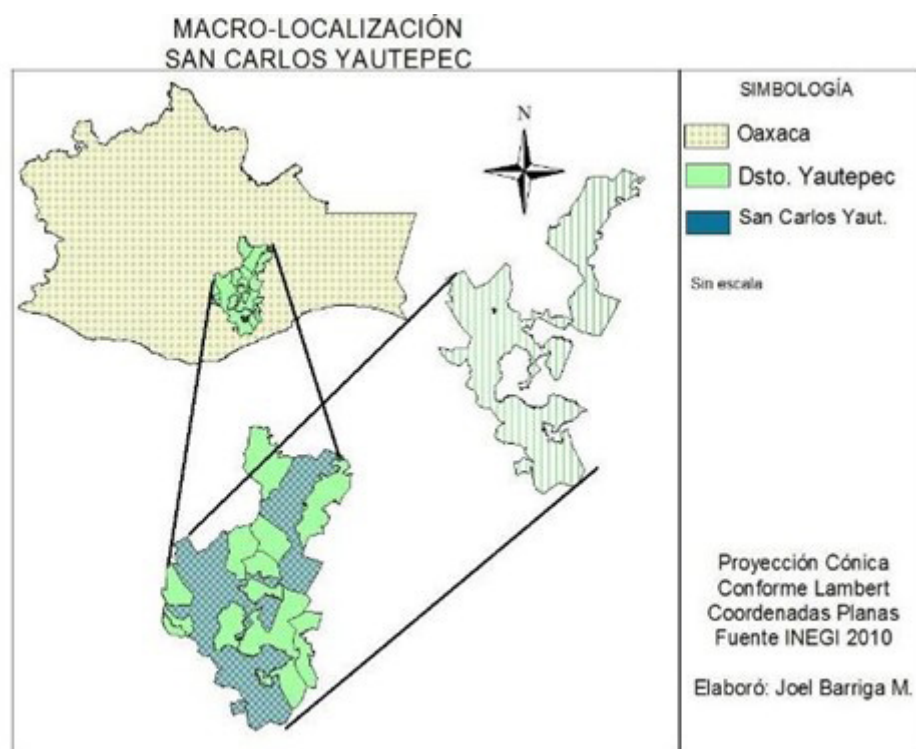 MACRO-LOCALIZACIÓN
SAN CARLOS YAUTEPEC
N
SIMBOLOGÍA
Oaxaca
Dsto. Yautepec
San Carlos Yaut.
Sin escala
Proyección Cónica
Conforme Lambert
Coordenadas Planas
Fuente INEGI 2010
Elaboró: Joel Barriga M.